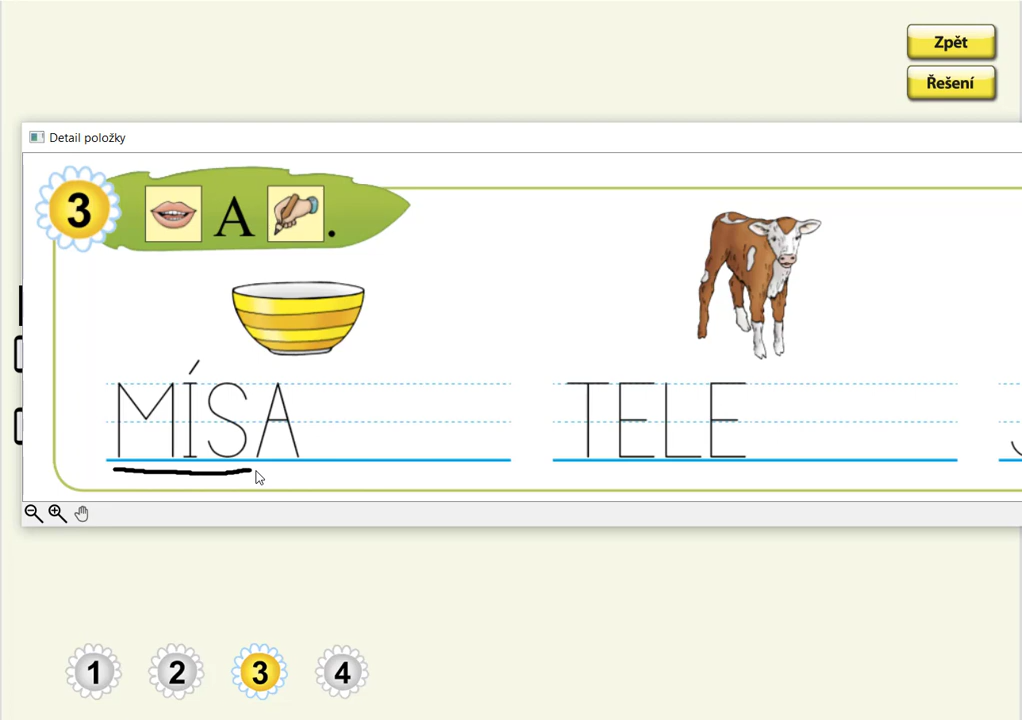 Zpět
Řešení
Detail položky
3 A .
MÍSA TELE
1 2 3 4